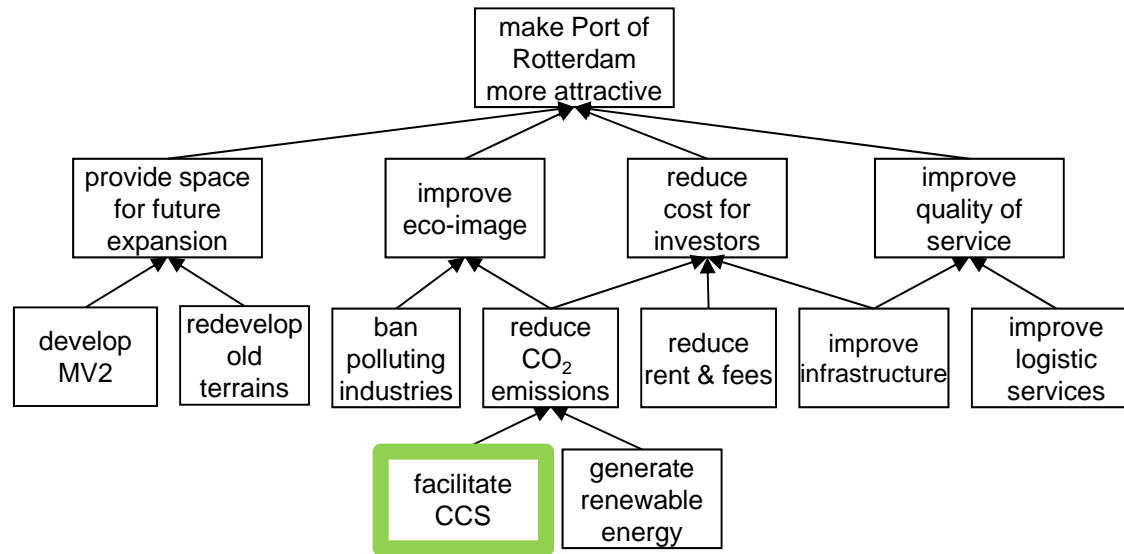 make Port of
Rotterdam
more attractive
provide space
for future
expansion
improve
eco-image
reduce
cost for
investors
improve
quality of
service
develop
MV2
redevelop
old
terrains
ban
polluting
industries
reduce
CO₂
emissions
reduce
rent & fees
improve
infrastructure
improve
logistic
services
facilitate
CCS
generate
renewable
energy